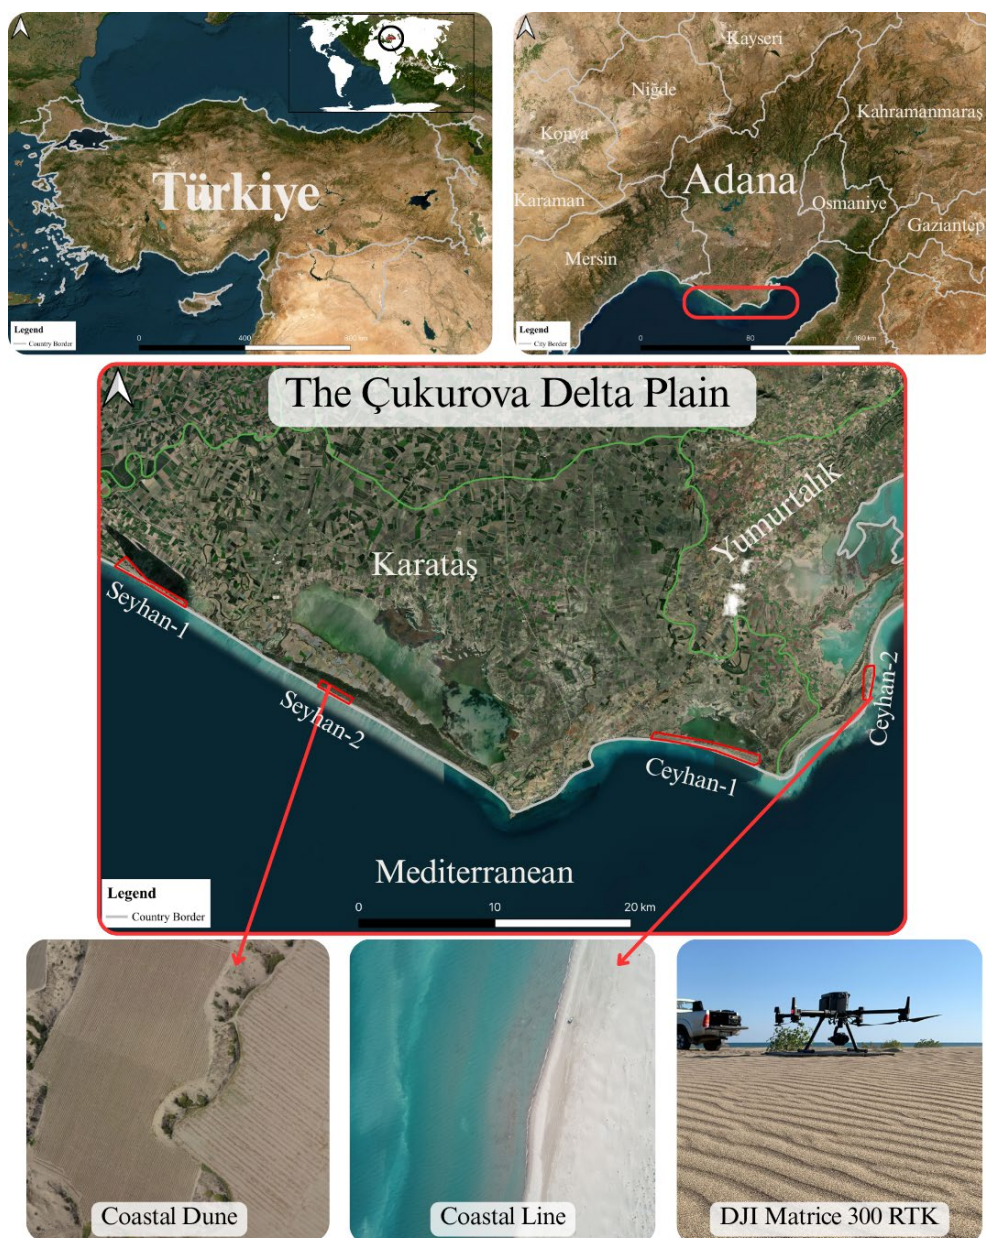 Türkiye
Legend
Country Border
0
400
800 km
Kayseri
Niğde
Kahramanmaraş
Konya
Adana
Karaman
Osmaniye
Gaziantep
Mersin
Legend
City Border
0
80
160 km
The Çukurova Delta Plain
Yumurtalık
Karataş
Seyhan-1
Seyhan-2
Ceyhan-2
Ceyhan-1
Mediterranean
Legend
Country Border
0
10
20 km
Coastal Dune
Coastal Line
DJI Matrice 300 RTK